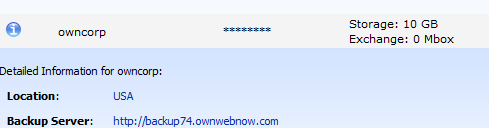 owncorp ******** Storage: 10 GB
Exchange: 0 Mbox
Detailed Information for owncorp:
Location: USA
Backup Server: http://backup74.ownwebnow.com